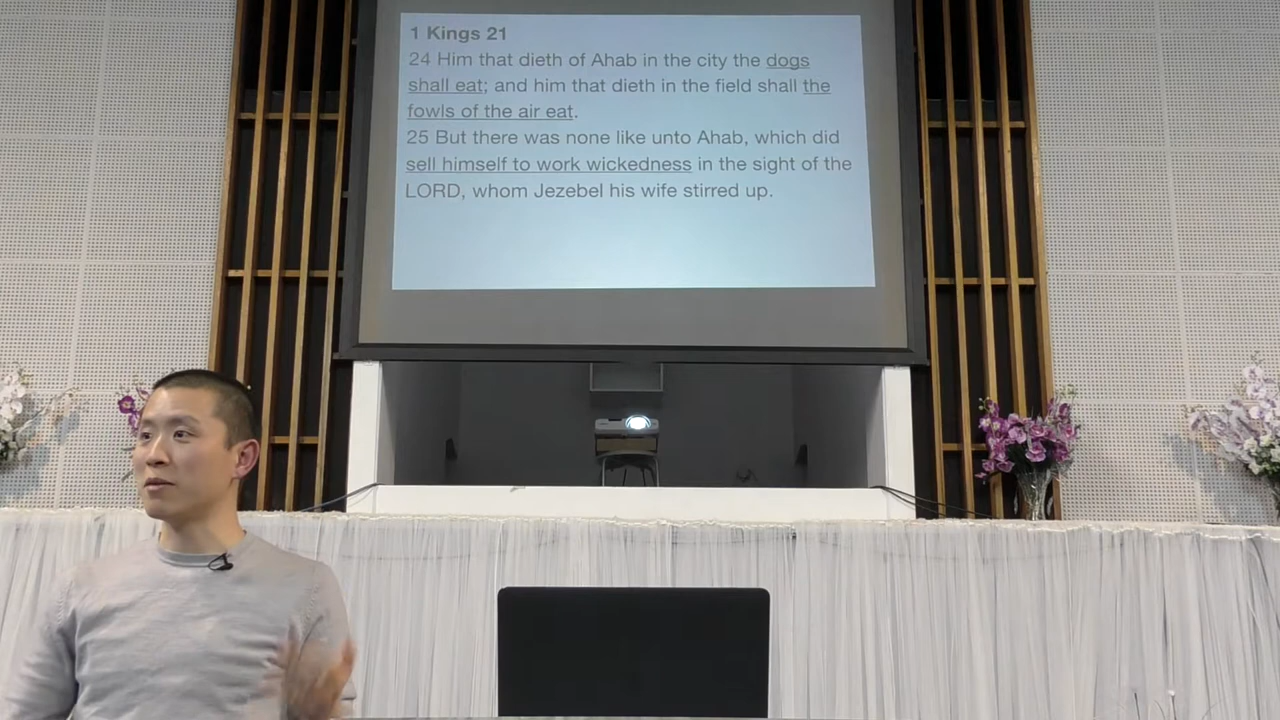 1 Kings 21
24 Him that dieth of Ahab in the city the dogs
shall eat; and him that dieth in the field shall the
fowls of the air eat.
25 But there was none like unto Ahab, which did
sell himself to work wickedness in the sight of the
LORD, whom Jezebel his wife stirred up.